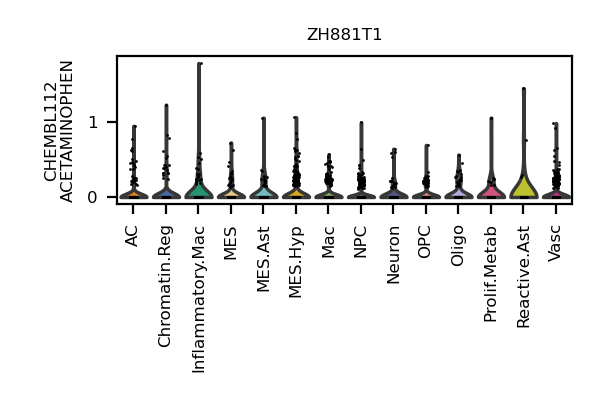 ZH881T1
CHEMBL112
ACETAMINOPHEN
1
0
AC
Chromatin.Reg
Inflammatory.Mac
MES
MES.Ast
MES.Hyp
Mac
NPC
Neuron
OPC
Oligo
Prolif.Metab
Reactive.Ast
Vasc